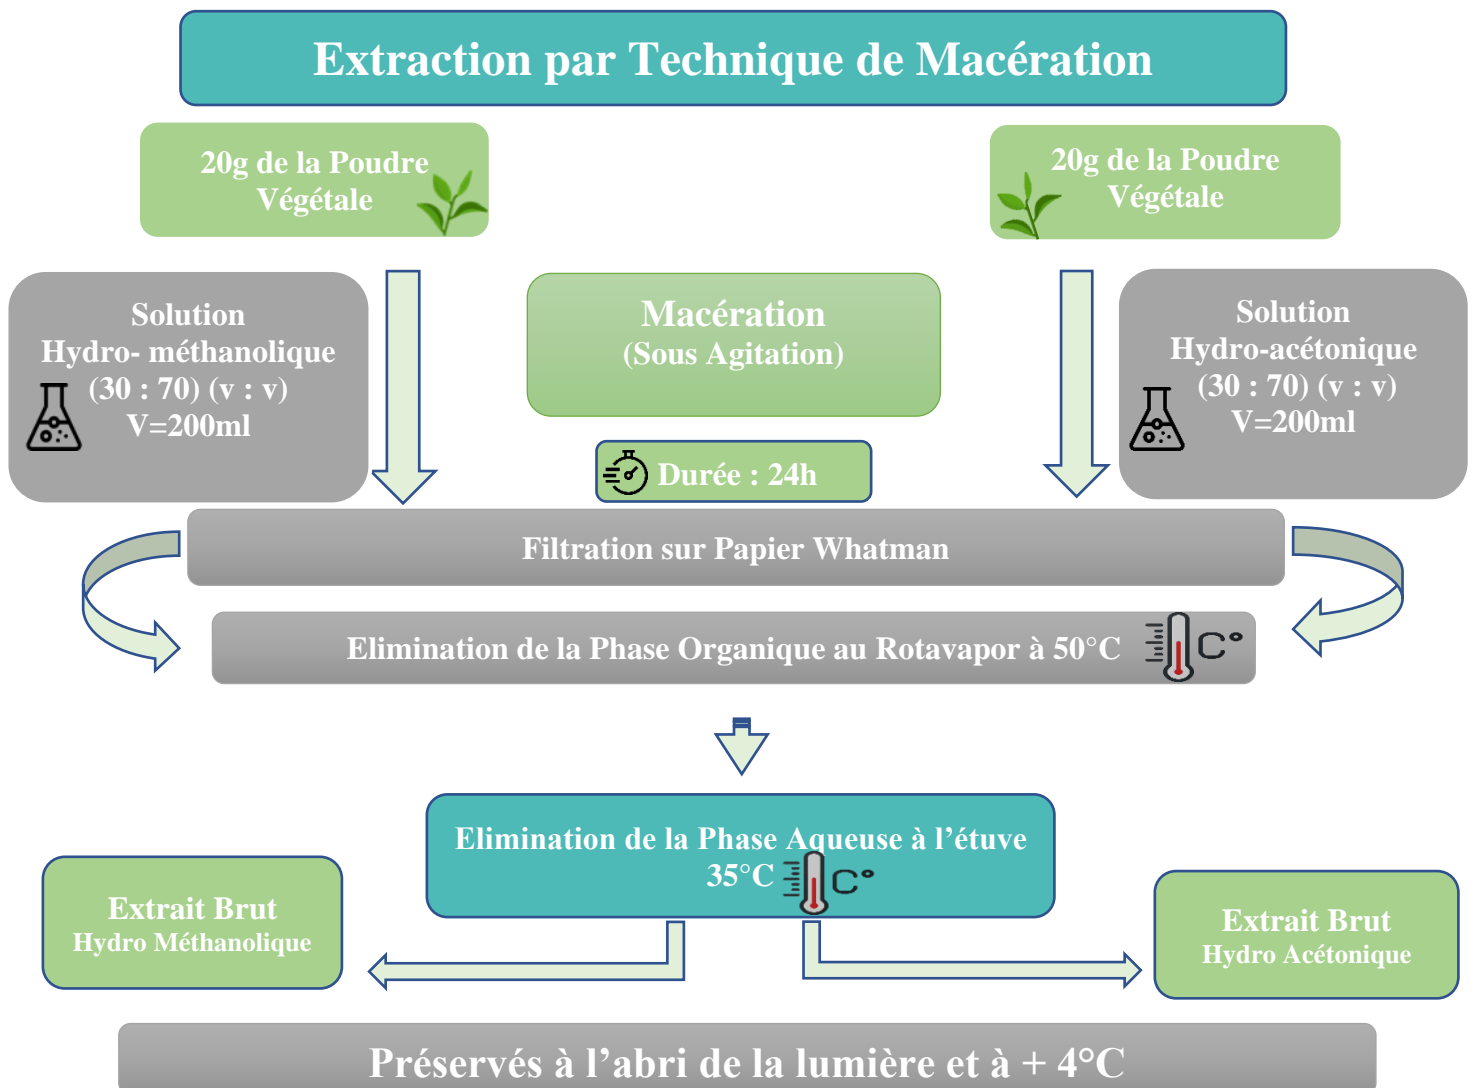 Extraction par Technique de Macération
20g de la Poudre
Végétale
20g de la Poudre
Végétale
Solution
Hydro- méthanolique
(30 : 70) (v : v)
V=200ml
Macération
(Sous Agitation)
Solution
Hydro-acétonique
(30 : 70) (v : v)
V=200ml
Durée : 24h
Filtration sur Papier Whatman
Elimination de la Phase Organique au Rotavapor à 50°C
C°
Elimination de la Phase Aqueuse à l’étuve
35°C
C°
Extrait Brut
Hydro Méthanolique
Extrait Brut
Hydro Acétonique
Préservés à l’abri de la lumière et à + 4°C